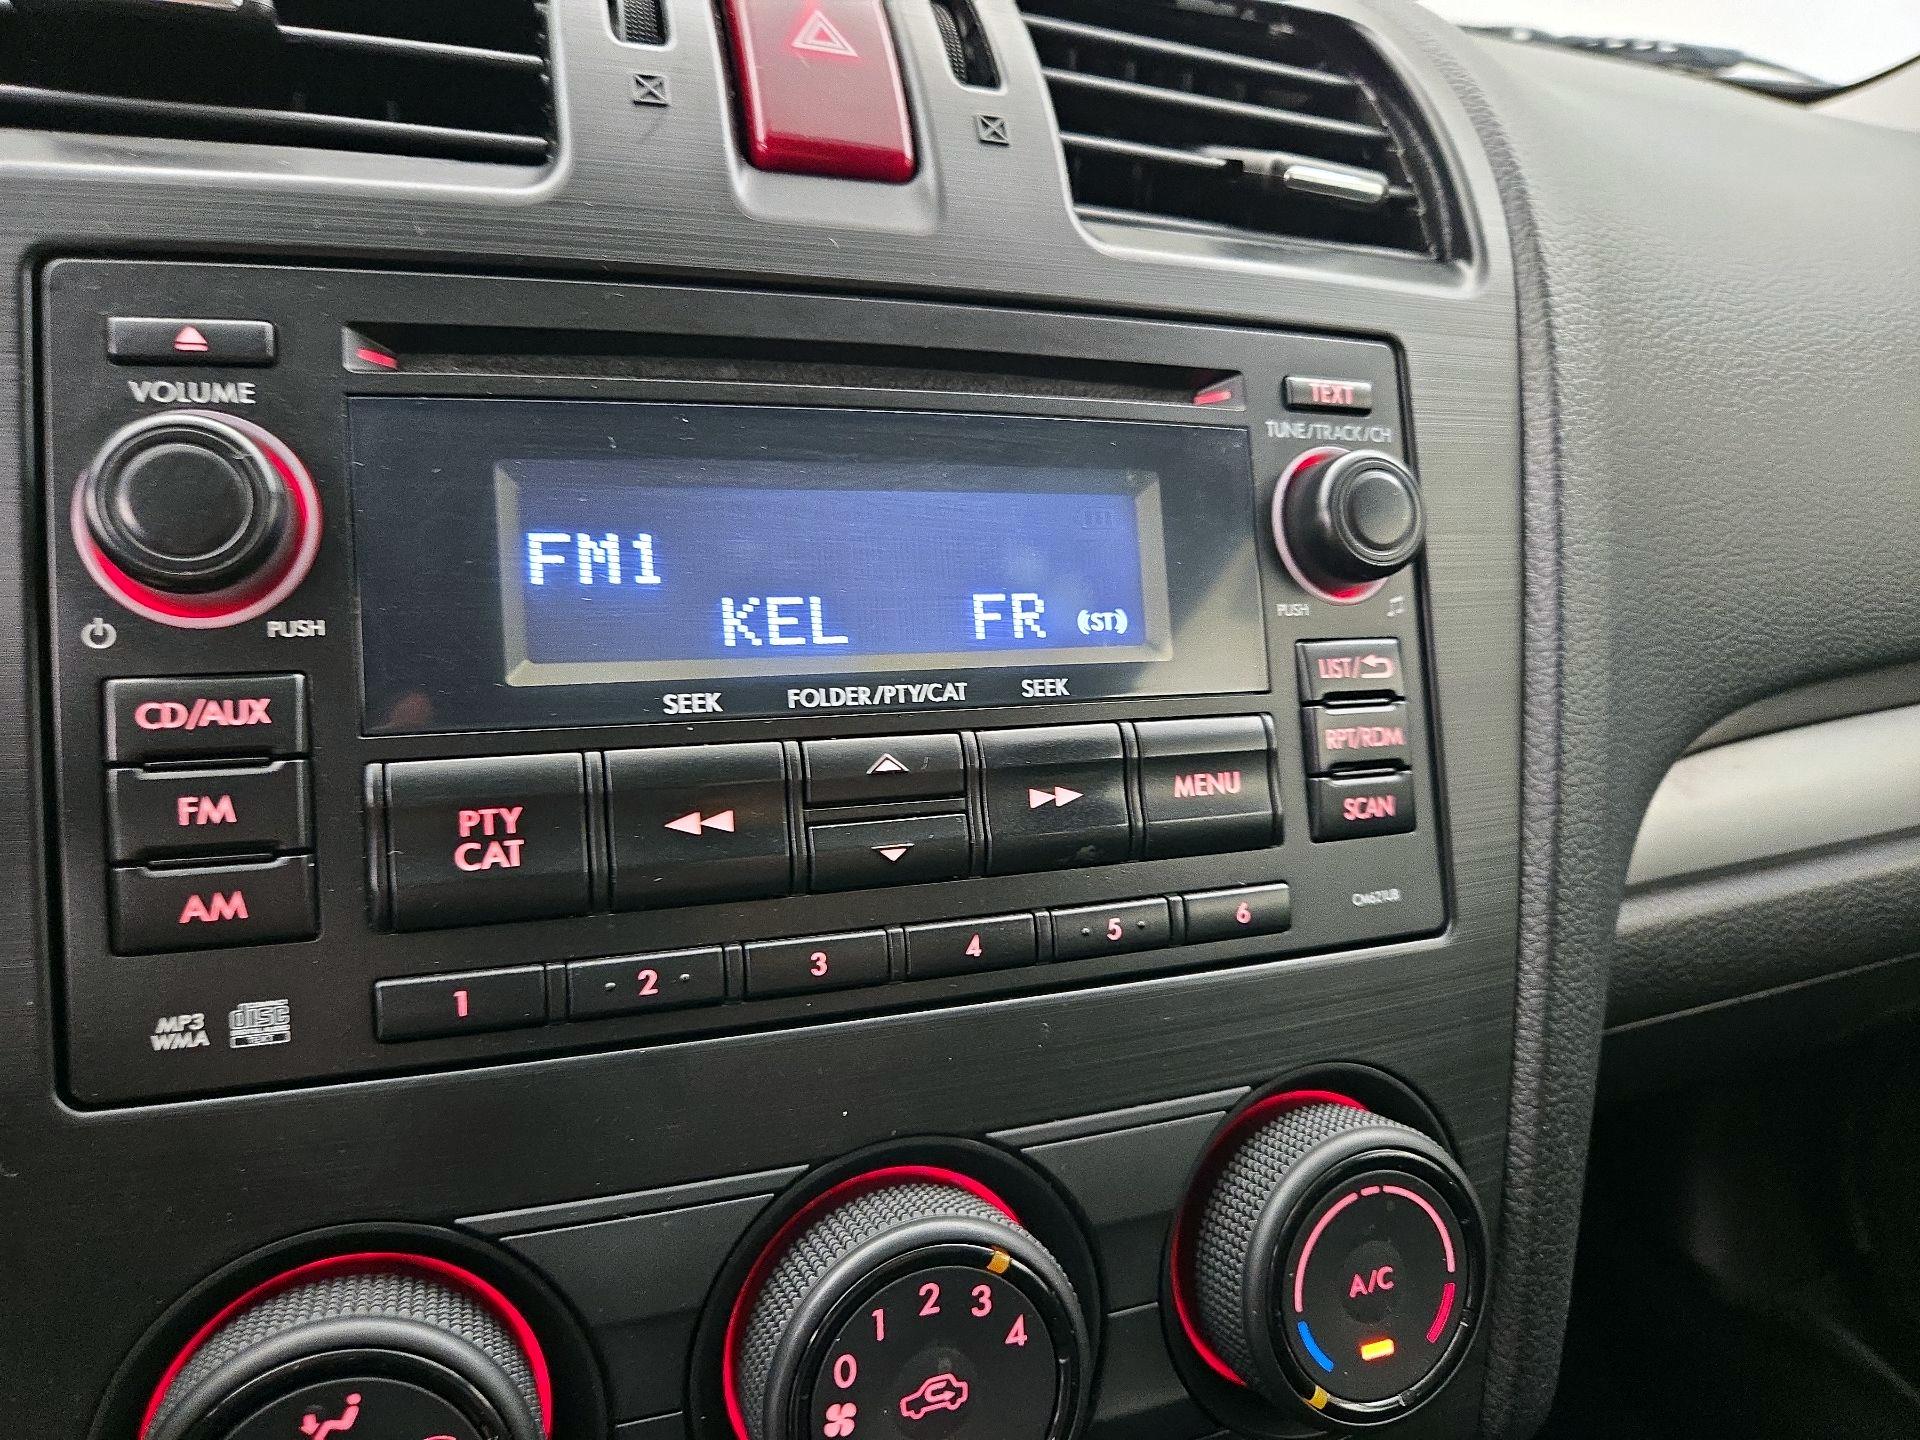 VOLUME
PUSH
TEXT
TUNE/TRACK/CH
PUSH
FM1
KEL FR (ST)
SEEK FOLDER/PTY/CAT SEEK
CD/AUX
FM
AM
PTY
CAT
MENU
LIST/
RPT/RDM
SCAN
1 2 3 4 5 6
MP3
WMA
disc
TEXT
0 1 2 3 4
A/C